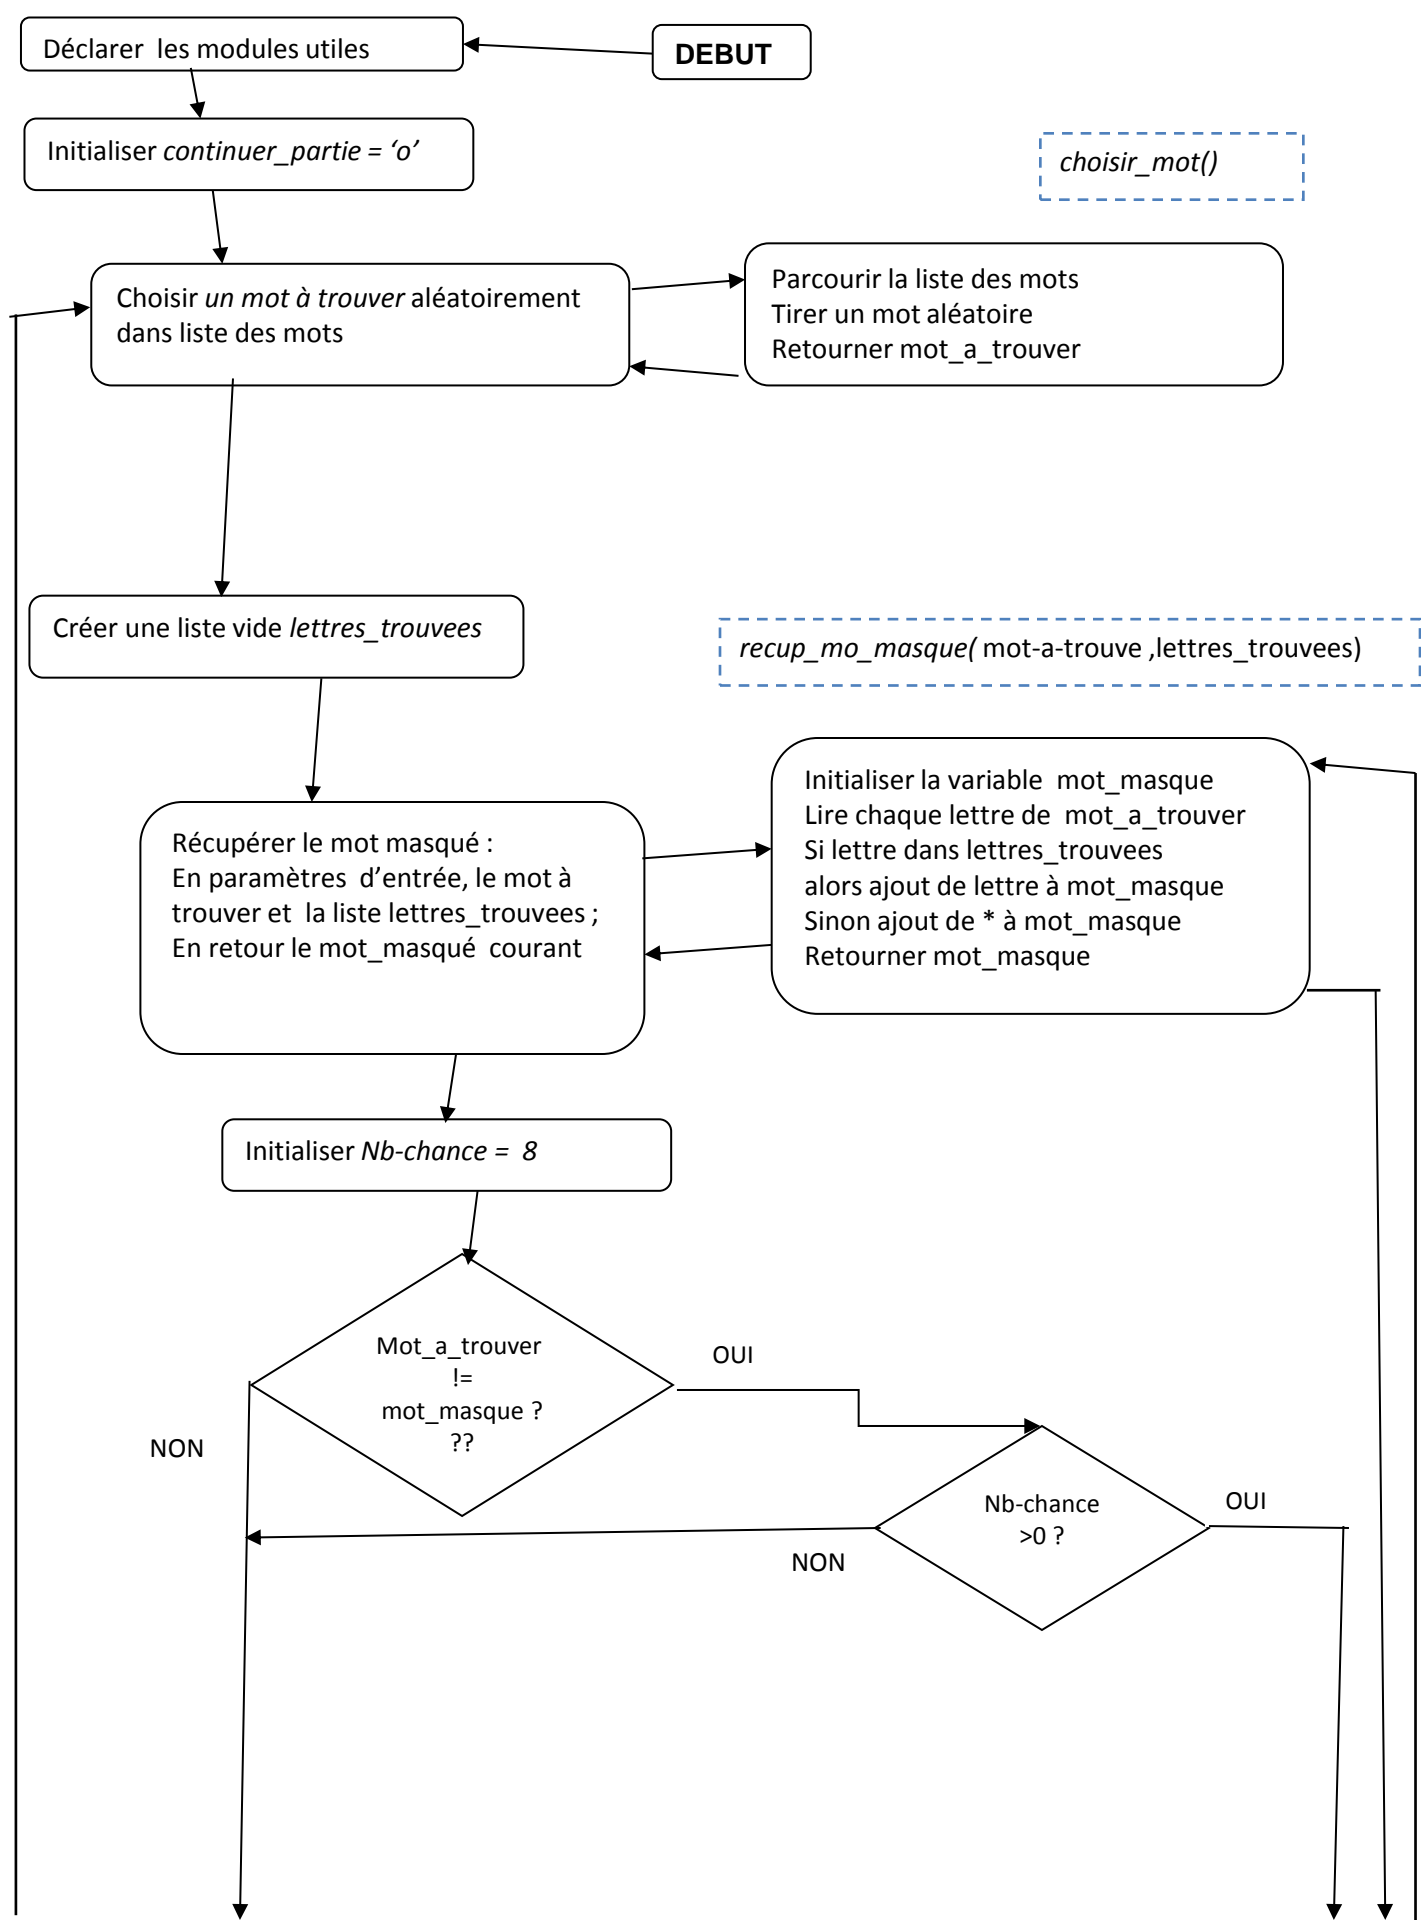 Déclarer les modules utiles
DEBUT
Initialiser continuer_partie = ‘o’
choisir_mot()
Choisir un mot à trouver aléatoirement
dans liste des mots
Parcourir la liste des mots
Tirer un mot aléatoire
Retourner mot_a_trouver
Créer une liste vide lettres_trouvees
recup_mo_masque( mot-a-trouve ,lettres_trouvees)
Récupérer le mot masqué :
En paramètres d’entrée, le mot à
trouver et la liste lettres_trouvees ;
En retour le mot_masqué courant
Initialiser la variable mot_masque
Lire chaque lettre de mot_a_trouver
Si lettre dans lettres_trouvees
alors ajout de lettre à mot_masque
Sinon ajout de * à mot_masque
Retourner mot_masque
Initialiser Nb-chance = 8
Mot_a_trouver
!=
mot_masque ?
??
OUI
NON
Nb-chance
>0 ?
OUI
NON